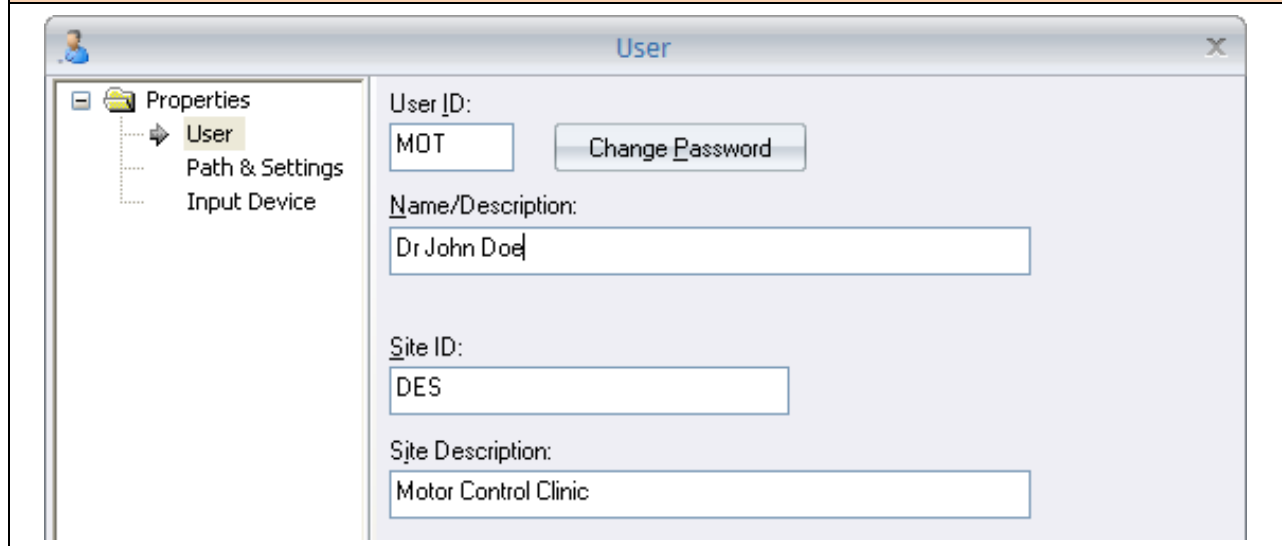 User
Properties
User
Path & Settings
Input Device
User ID:
MOT
Change Password
Name/Description:
Dr John Doe
Site ID:
DES
Site Description:
Motor Control Clinic